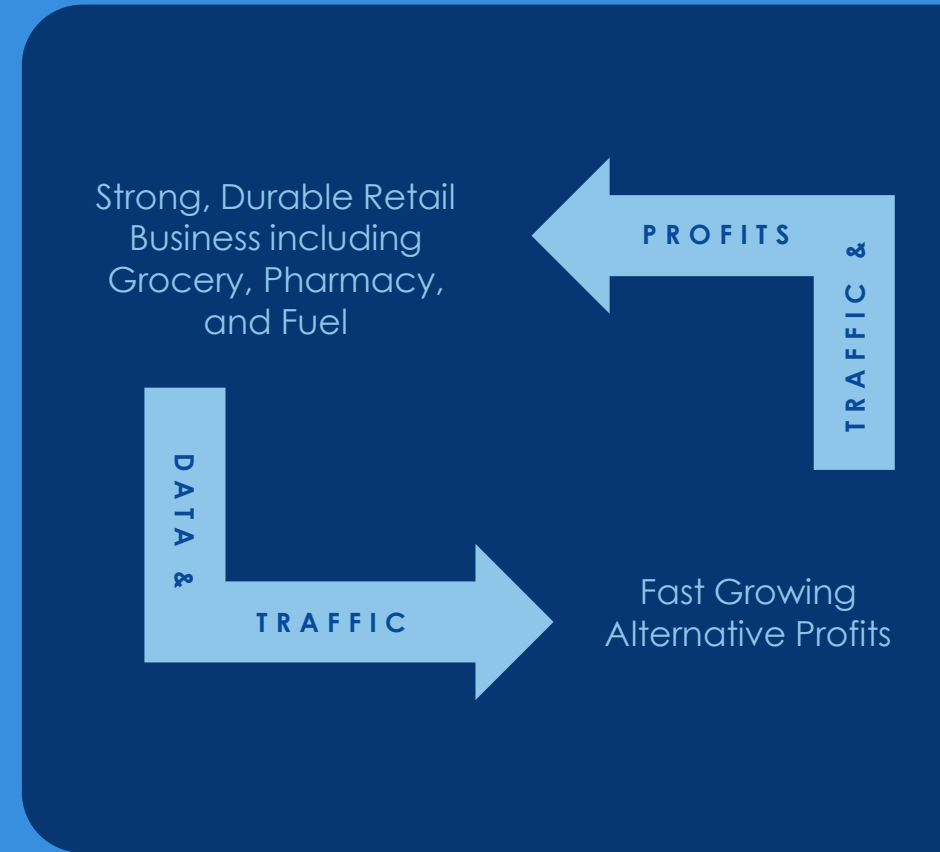 Strong, Durable Retail
Business including
Grocery, Pharmacy,
and Fuel
DATA &
TRAFFIC
Fast Growing
Alternative Profits
TRAFFIC &
PROFITS